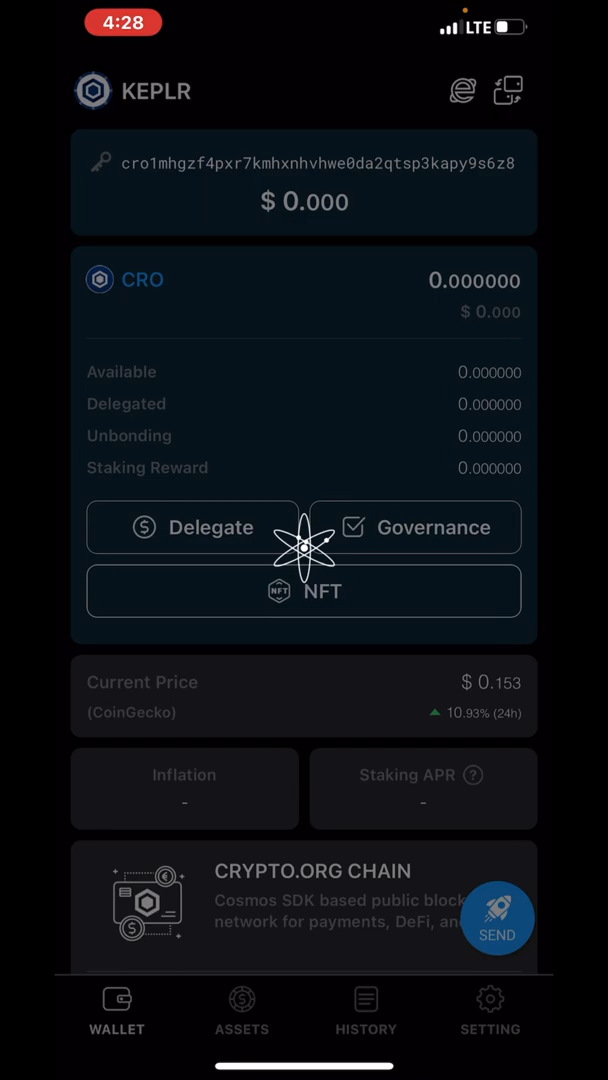 4:28
LTE
KEPLR
cro1mhgzf4pxr7kmhxnhvhwe0da2qtsp3kapy9s6z8
$ 0.000
CRO
0.000000
$ 0.000
Available
0.000000
Delegated
0.000000
Unbonding
0.000000
Staking Reward
0.000000
Delegate
Governance
NFT
NFT
Current Price
$ 0.153
(CoinGecko)
10.93% (24h)
Inflation
Staking APR ?
-
-
CRYPTO.ORG CHAIN
Cosmos SDK based public block
network for payments, DeFi, an
SEND
WALLET
ASSETS
HISTORY
SETTING